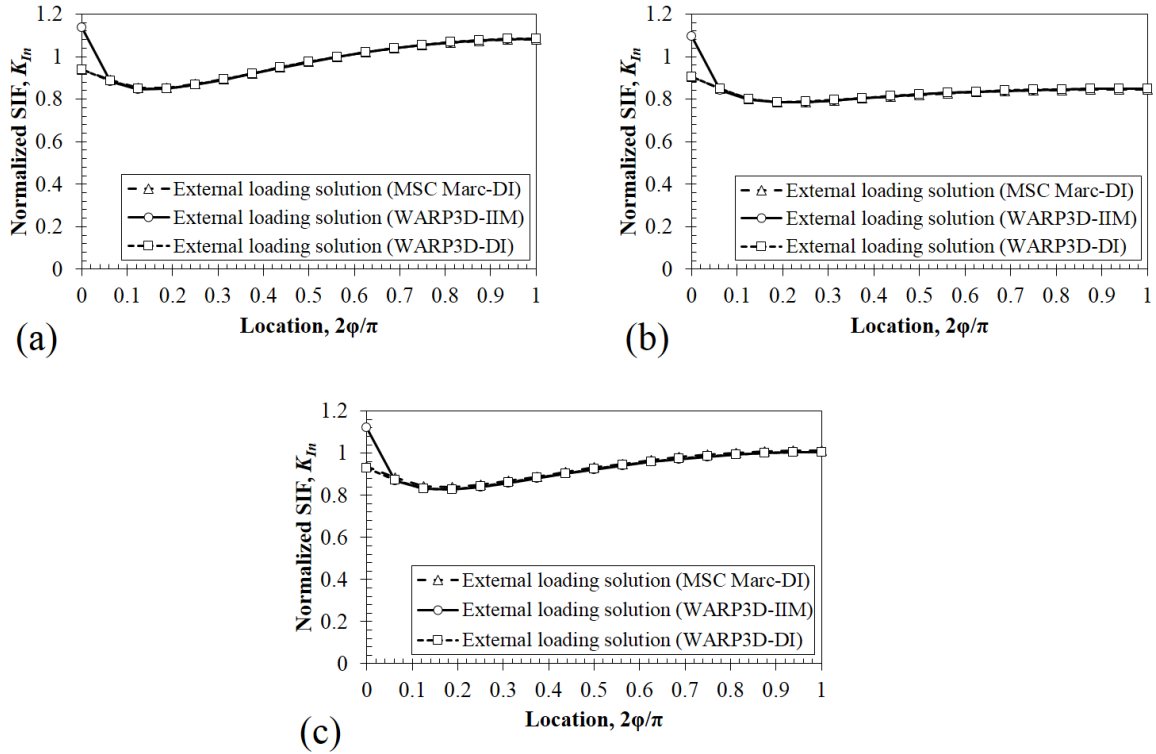 1.2
1
0.8
0.6
0.4
0.2
0
Normalized SIF, K_In
External loading solution (MSC Marc-DI)
External loading solution (WARP3D-IIM)
External loading solution (WARP3D-DI)
0 0.1 0.2 0.3 0.4 0.5 0.6 0.7 0.8 0.9 1
Location, 2φ/π
(a)
1.2
1
0.8
0.6
0.4
0.2
0
Normalized SIF, K_In
External loading solution (MSC Marc-DI)
External loading solution (WARP3D-IIM)
External loading solution (WARP3D-DI)
0 0.1 0.2 0.3 0.4 0.5 0.6 0.7 0.8 0.9 1
Location, 2φ/π
(b)
1.2
1
0.8
0.6
0.4
0.2
0
Normalized SIF, K_In
External loading solution (MSC Marc-DI)
External loading solution (WARP3D-IIM)
External loading solution (WARP3D-DI)
0 0.1 0.2 0.3 0.4 0.5 0.6 0.7 0.8 0.9 1
Location, 2φ/π
(c)